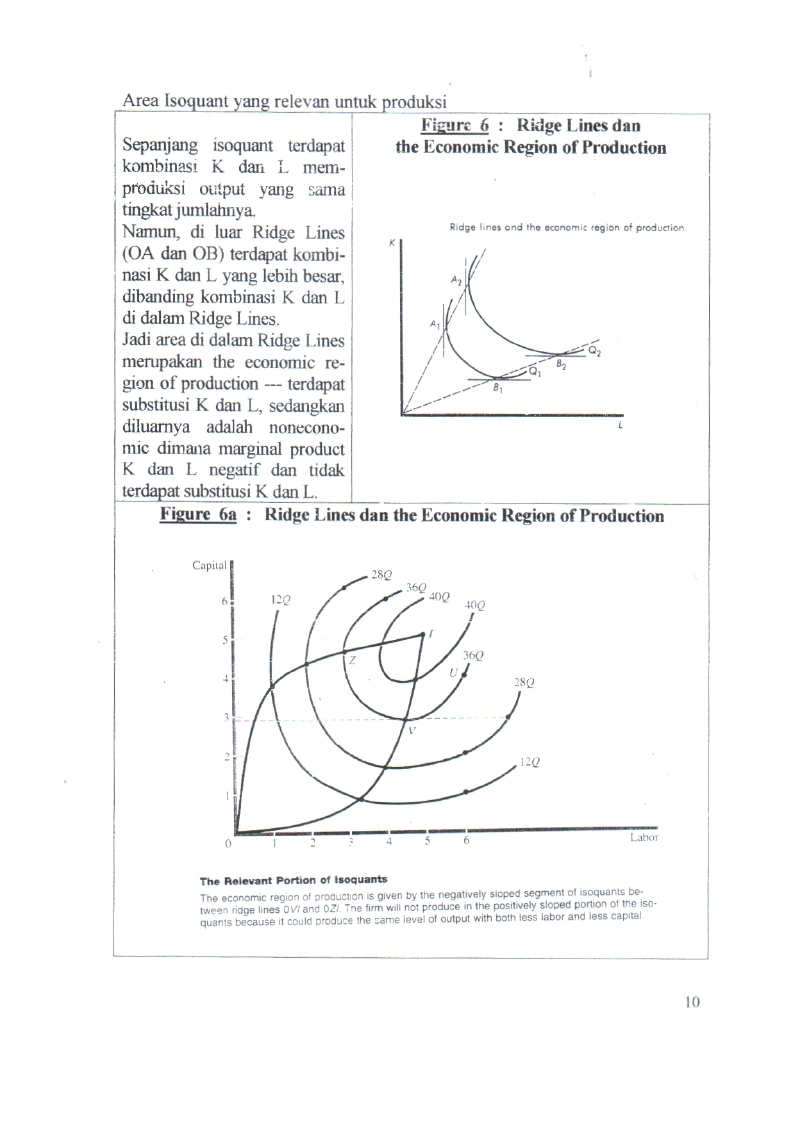 Area Isoquant yang relevan untuk produksi
Sepanjang isoquant terdapat
kombinasi K dan L mem-
produksi output yang sama
tingkat jumlahnya.
Namun, di luar Ridge Lines
(OA dan OB) terdapat kombi-
nasi K dan L yang lebih besar,
dibanding kombinasi K dan L
di dalam Ridge Lines.
Jadi area di dalam Ridge Lines
merupakan the economic re-
gion of production --- terdapat
substitusi K dan L, sedangkan
diluarnya adalah nonecono-
mic dimana marginal product
K dan L negatif dan tidak
terdapat substitusi K dan L.
Figure 6 : Ridge Lines dan
the Economic Region of Production
Ridge lines and the economic region of production.
K
A2
A1
Q2
B2
Q1
B1
L
Figure 6a : Ridge Lines dan the Economic Region of Production
Capital
28Q
36Q
40Q
6
12Q
40Q
5
I
Z
36Q
U
4
28Q
3
V
2
12Q
1
0 1 2 3 4 5 6 Labor
The Relevant Portion of Isoquants
The economic region of production is given by the negatively sloped segment of isoquants be-
tween ridge lines 0VI and 0ZI. The firm will not produce in the positively sloped portion of the iso-
quants because it could produce the same level of output with both less labor and less capital.
10